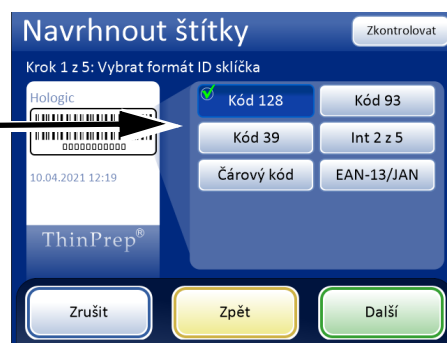 Navrhnout štítky
Zkontrolovat
Krok 1 z 5: Vybrat formát ID sklíčka
Hologic
00000000000
10.04.2021 12:19
ThinPrep®
Kód 128
Kód 93
Kód 39
Int 2 z 5
Čárový kód
EAN-13/JAN
Zrušit
Zpět
Další